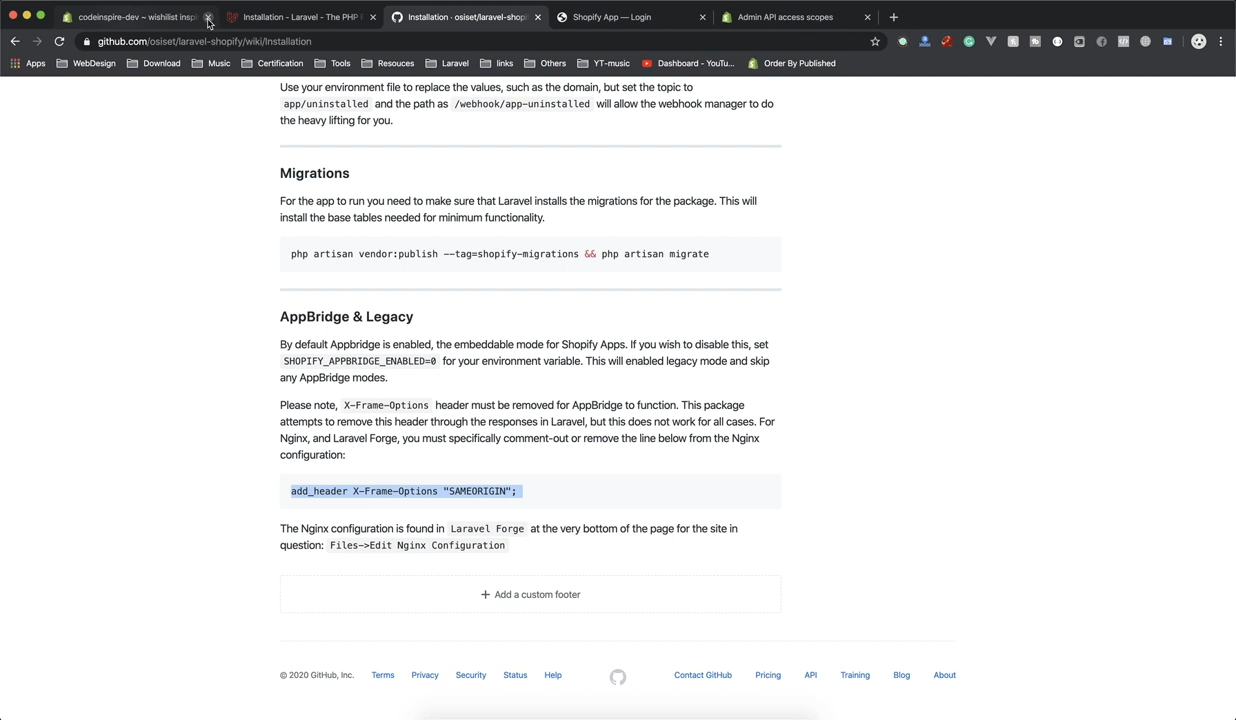 codeinspire-dev ~ wishilist inspi
Installation - Laravel - The PHP F
Installation · osiset/laravel-shopi
Shopify App — Login
Admin API access scopes
github.com/osiset/laravel-shopify/wiki/Installation
Apps
WebDesign
Download
Music
Certification
Tools
Resouces
Laravel
links
Others
YT-music
Dashboard - YouTu...
Order By Published
Use your environment file to replace the values, such as the domain, but set the topic to
app/uninstalled and the path as /webhook/app-uninstalled will allow the webhook manager to do
the heavy lifting for you.
Migrations
For the app to run you need to make sure that Laravel installs the migrations for the package. This will
install the base tables needed for minimum functionality.
php artisan vendor:publish --tag=shopify-migrations && php artisan migrate
AppBridge & Legacy
By default Appbridge is enabled, the embeddable mode for Shopify Apps. If you wish to disable this, set
SHOPIFY_APPBRIDGE_ENABLED=0 for your environment variable. This will enabled legacy mode and skip
any AppBridge modes.
Please note, X-Frame-Options header must be removed for AppBridge to function. This package
attempts to remove this header through the responses in Laravel, but this does not work for all cases. For
Nginx, and Laravel Forge, you must specifically comment-out or remove the line below from the Nginx
configuration:
add_header X-Frame-Options "SAMEORIGIN";
The Nginx configuration is found in Laravel Forge at the very bottom of the page for the site in
question: Files->Edit Nginx Configuration
+ Add a custom footer
© 2020 GitHub, Inc.
Terms
Privacy
Security
Status
Help
Contact GitHub
Pricing
API
Training
Blog
About